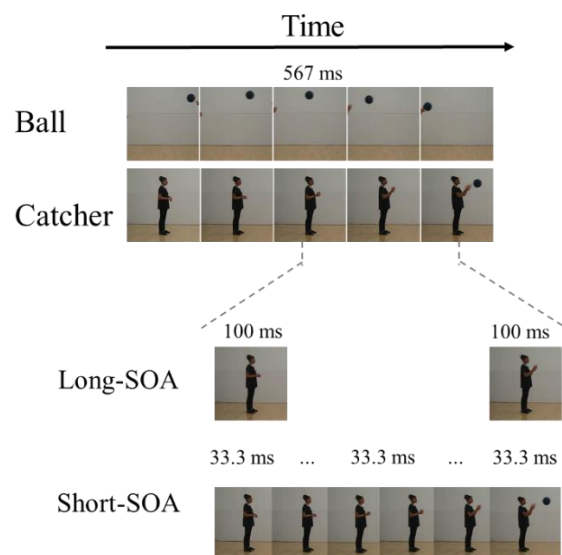 Time
567 ms
Ball
Catcher
100 ms 100 ms
Long-SOA
33.3 ms ... 33.3 ms ... 33.3 ms
Short-SOA